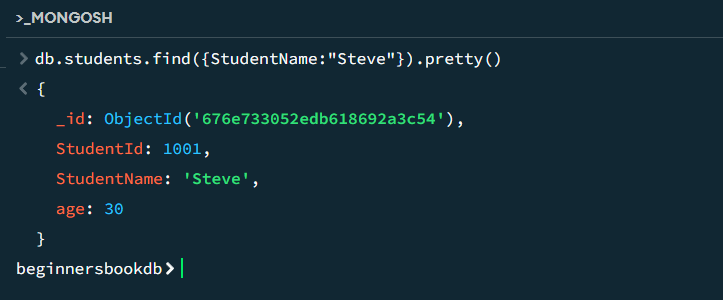 >_MONGOSH
> db.students.find({StudentName:"Steve"}).pretty()
< {
_id: ObjectId('676e733052edb618692a3c54'),
StudentId: 1001,
StudentName: 'Steve',
age: 30
}
beginnersbookdb>